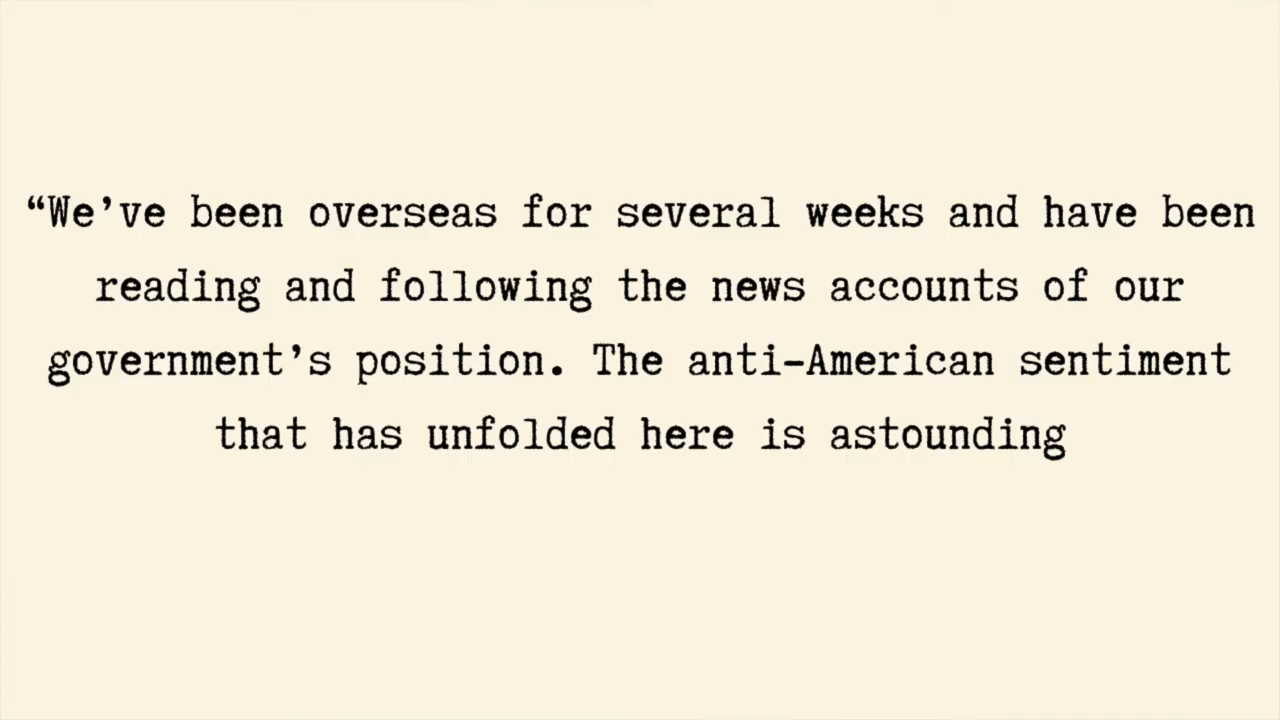 “We’ve been overseas for several weeks and have been
reading and following the news accounts of our
government’s position. The anti-American sentiment
that has unfolded here is astounding